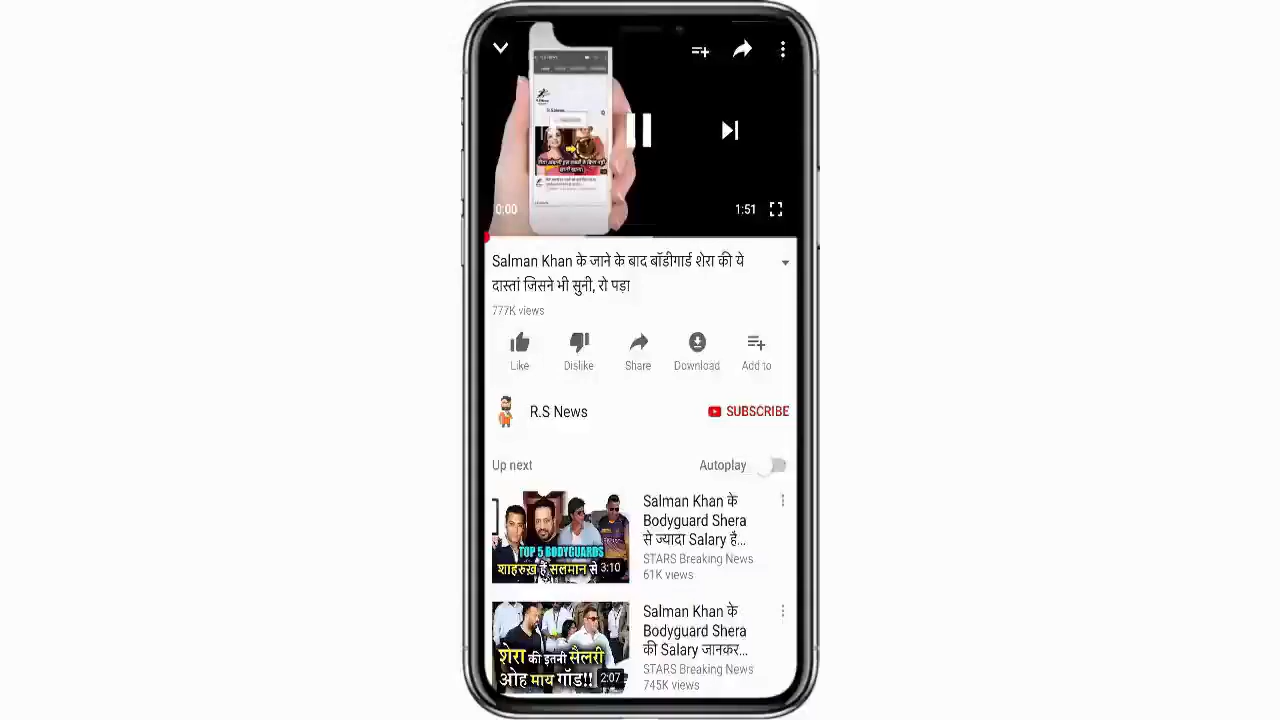 0:00
1:51
Salman Khan के जाने के बाद बॉडीगार्ड शेरा की ये
दास्तां जिसने भी सुनी, रो पड़ा
777K views
Like
Dislike
Share
Download
Add to
R.S News
SUBSCRIBE
Up next
Autoplay
TOP 5 BODYGUARDS
शाहरुख़ हैं सलमान से
3:10
Salman Khan के
Bodyguard Shera
से ज्यादा Salary है...
STARS Breaking News
61K views
शेरा की इतनी सैलरी
ओह माय गॉड!!
2:07
Salman Khan के
Bodyguard Shera
की Salary जानकर...
STARS Breaking News
745K views